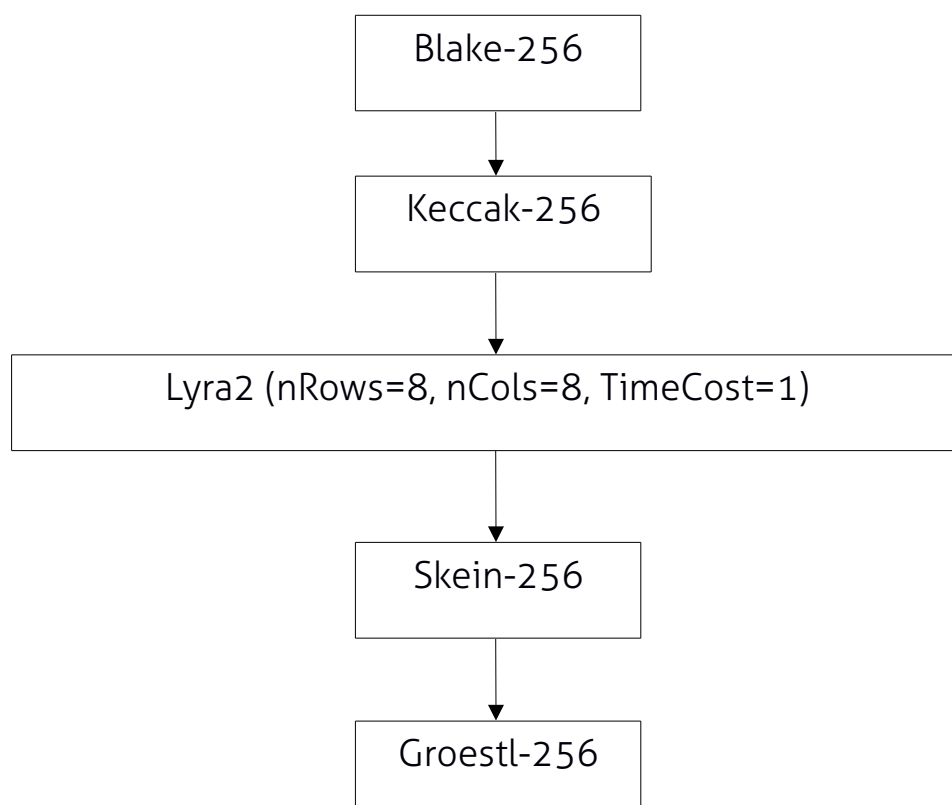 Blake-256
Keccak-256
Lyra2 (nRows=8, nCols=8, TimeCost=1)
Skein-256
Groestl-256